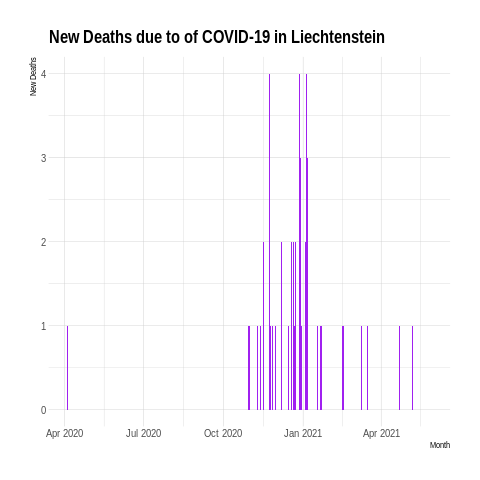 New Deaths due to of COVID-19 in Liechtenstein
New Deaths
4
3
2
1
0
Apr 2020 Jul 2020 Oct 2020 Jan 2021 Apr 2021
Month